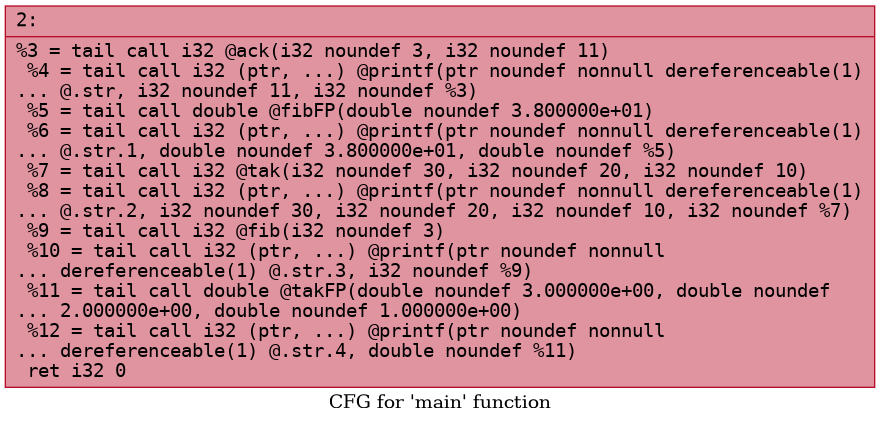 2:
%3 = tail call i32 @ack(i32 noundef 3, i32 noundef 11)
%4 = tail call i32 (ptr, ...) @printf(ptr noundef nonnull dereferenceable(1)
... @.str, i32 noundef 11, i32 noundef %3)
%5 = tail call double @fibFP(double noundef 3.800000e+01)
%6 = tail call i32 (ptr, ...) @printf(ptr noundef nonnull dereferenceable(1)
... @.str.1, double noundef 3.800000e+01, double noundef %5)
%7 = tail call i32 @tak(i32 noundef 30, i32 noundef 20, i32 noundef 10)
%8 = tail call i32 (ptr, ...) @printf(ptr noundef nonnull dereferenceable(1)
... @.str.2, i32 noundef 30, i32 noundef 20, i32 noundef 10, i32 noundef %7)
%9 = tail call i32 @fib(i32 noundef 3)
%10 = tail call i32 (ptr, ...) @printf(ptr noundef nonnull
... dereferenceable(1) @.str.3, i32 noundef %9)
%11 = tail call double @takFP(double noundef 3.000000e+00, double noundef
... 2.000000e+00, double noundef 1.000000e+00)
%12 = tail call i32 (ptr, ...) @printf(ptr noundef nonnull
... dereferenceable(1) @.str.4, double noundef %11)
ret i32 0
CFG for 'main' function